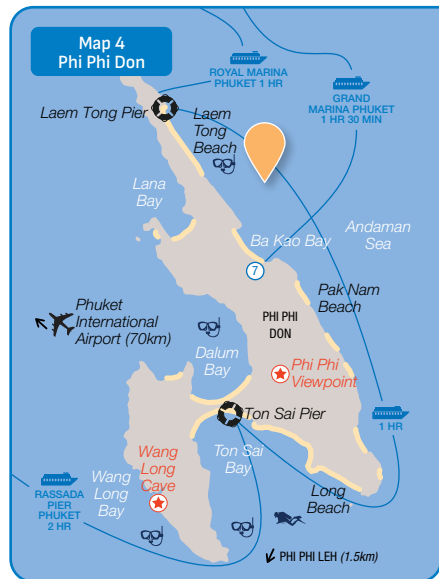 Map 4
Phi Phi Don
ROYAL MARINA
PHUKET 1 HR
GRAND
MARINA PHUKET
1 HR 30 MIN
Laem Tong Pier
Laem
Tong
Beach
Lana
Bay
Ba Kao Bay
Andaman
Sea
7
Pak Nam
Beach
Phuket
International
Airport (70km)
PHI PHI
DON
Dalum
Bay
Phi Phi
Viewpoint
Ton Sai Pier
1 HR
Wang
Long
Cave
Ton Sai
Bay
Wang
Long
Bay
Long
Beach
RASSADA
PIER
PHUKET
2 HR
PHI PHI LEH (1.5km)